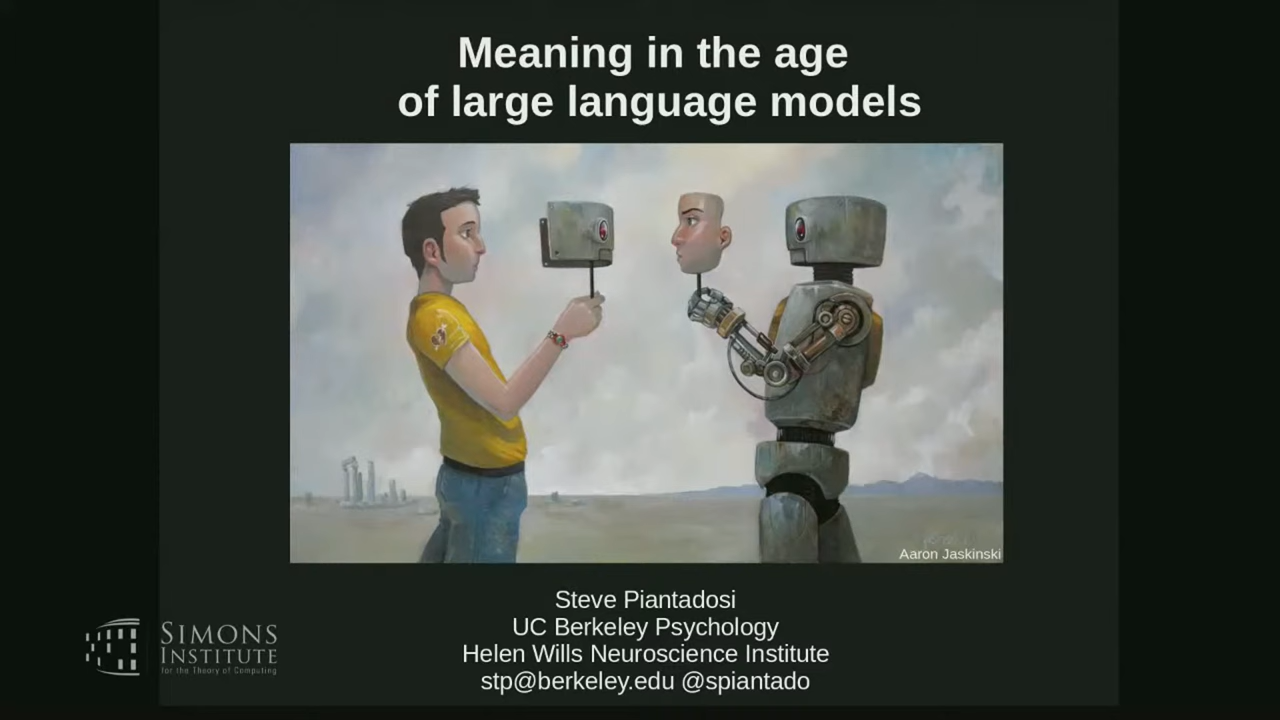 Meaning in the age
of large language models
Aaron Jaskinski
Steve Piantadosi
UC Berkeley Psychology
Helen Wills Neuroscience Institute
stp@berkeley.edu @spiantado
SIMONS
INSTITUTE
for the Theory of Computing